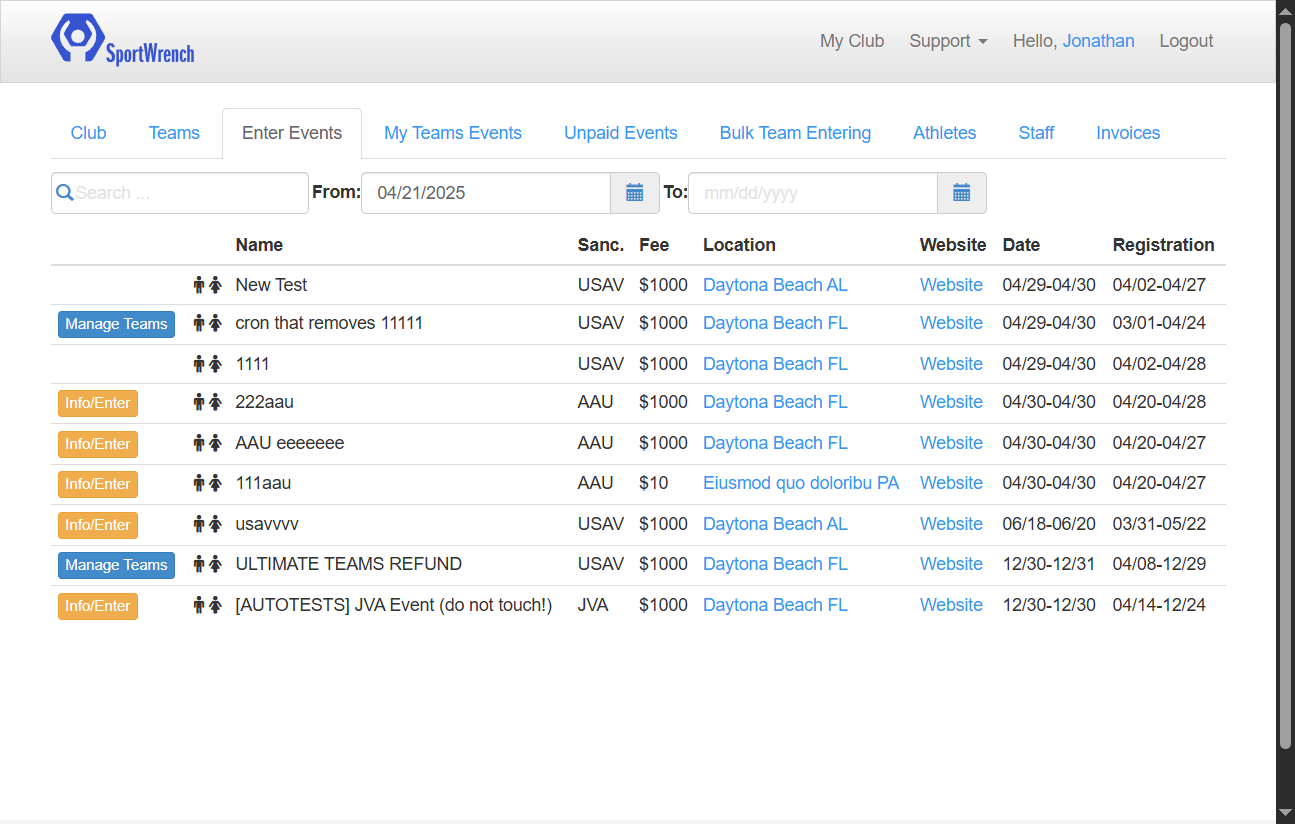 SportWrench
My Club Support Hello, Jonathan Logout
Club Teams Enter Events My Teams Events Unpaid Events Bulk Team Entering Athletes Staff Invoices
Search ... From: 04/21/2025 To: mm/dd/yyyy
Name Sanc. Fee Location Website Date Registration
New Test USAV $1000 Daytona Beach AL Website 04/29-04/30 04/02-04/27
Manage Teams cron that removes 11111 USAV $1000 Daytona Beach FL Website 04/29-04/30 03/01-04/24
1111 USAV $1000 Daytona Beach FL Website 04/29-04/30 04/02-04/28
Info/Enter 222aau AAU $1000 Daytona Beach FL Website 04/30-04/30 04/20-04/28
Info/Enter AAU eeeeeee AAU $1000 Daytona Beach FL Website 04/30-04/30 04/20-04/27
Info/Enter 111aau AAU $10 Eiusmod quo doloribu PA Website 04/30-04/30 04/20-04/27
Info/Enter usavvvv USAV $1000 Daytona Beach AL Website 06/18-06/20 03/31-05/22
Manage Teams ULTIMATE TEAMS REFUND USAV $1000 Daytona Beach FL Website 12/30-12/31 04/08-12/29
Info/Enter [AUTOTESTS] JVA Event (do not touch!) JVA $1000 Daytona Beach FL Website 12/30-12/30 04/14-12/24